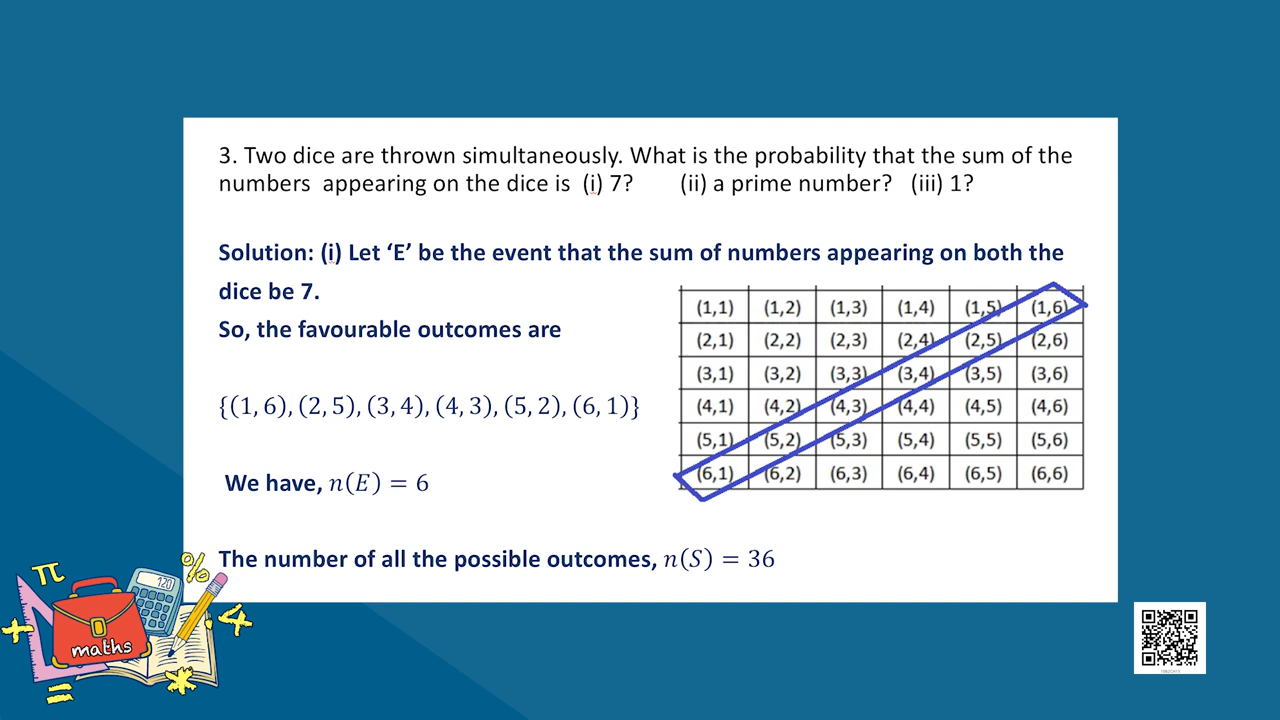 3. Two dice are thrown simultaneously. What is the probability that the sum of the
numbers appearing on the dice is (i) 7? (ii) a prime number? (iii) 1?
Solution: (i) Let ‘E’ be the event that the sum of numbers appearing on both the
dice be 7.
So, the favourable outcomes are
{(1, 6), (2, 5), (3, 4), (4, 3), (5, 2), (6, 1)}
We have, n(E) = 6
The number of all the possible outcomes, n(S) = 36
(1,1) (1,2) (1,3) (1,4) (1,5) (1,6)
(2,1) (2,2) (2,3) (2,4) (2,5) (2,6)
(3,1) (3,2) (3,3) (3,4) (3,5) (3,6)
(4,1) (4,2) (4,3) (4,4) (4,5) (4,6)
(5,1) (5,2) (5,3) (5,4) (5,5) (5,6)
(6,1) (6,2) (6,3) (6,4) (6,5) (6,6)
π
%
120
+
4
maths
=
*